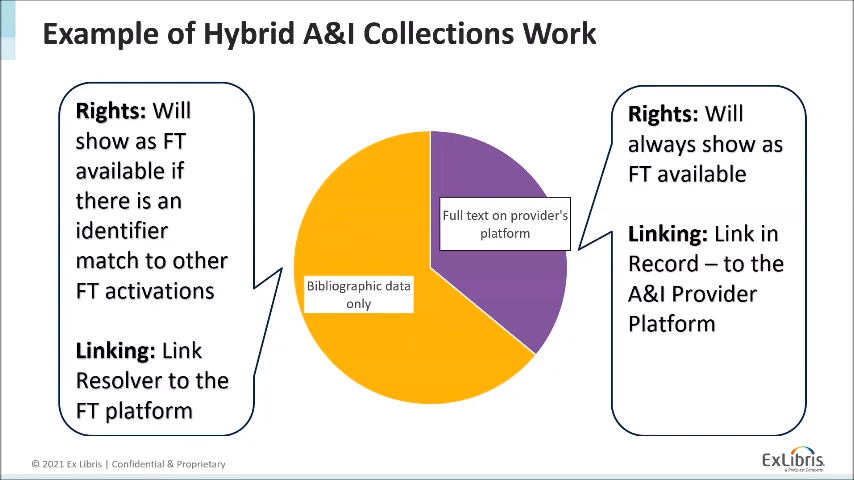 Example of Hybrid A&I Collections Work
Rights: Will
show as FT
available if
there is an
identifier
match to other
FT activations
Linking: Link
Resolver to the
FT platform
Bibliographic data
only
Full text on provider's
platform
Rights: Will
always show as
FT available
Linking: Link in
Record – to the
A&I Provider
Platform
© 2021 Ex Libris | Confidential & Proprietary
ExLibris
a ProQuest Company